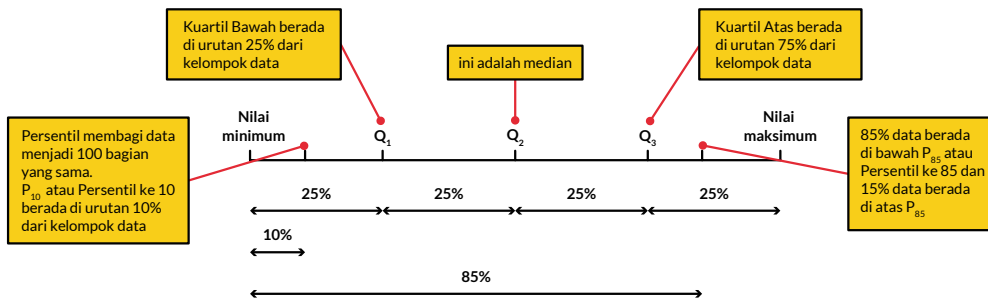 Kuartil Bawah berada
di urutan 25% dari
kelompok data
ini adalah median
Kuartil Atas berada
di urutan 75% dari
kelompok data
Persentil membagi data
menjadi 100 bagian
yang sama.
P₁₀ atau Persentil ke 10
berada di urutan 10%
dari kelompok data
Nilai
minimum
Q₁
Q₂
Q₃
Nilai
maksimum
85% data berada
di bawah P₈₅ atau
Persentil ke 85 dan
15% data berada
di atas P₈₅
25% 25% 25% 25%
10%
85%